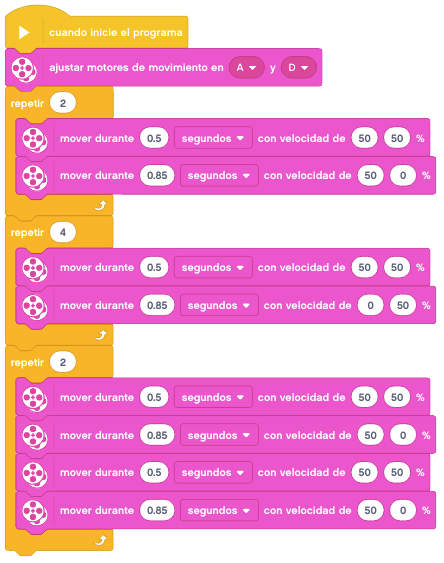 cuando inicie el programa
ajustar motores de movimiento en A y D
repetir 2
mover durante 0.5 segundos con velocidad de 50 50 %
mover durante 0.85 segundos con velocidad de 50 0 %
repetir 4
mover durante 0.5 segundos con velocidad de 50 50 %
mover durante 0.85 segundos con velocidad de 0 50 %
repetir 2
mover durante 0.5 segundos con velocidad de 50 50 %
mover durante 0.85 segundos con velocidad de 50 0 %
mover durante 0.5 segundos con velocidad de 50 50 %
mover durante 0.85 segundos con velocidad de 50 0 %